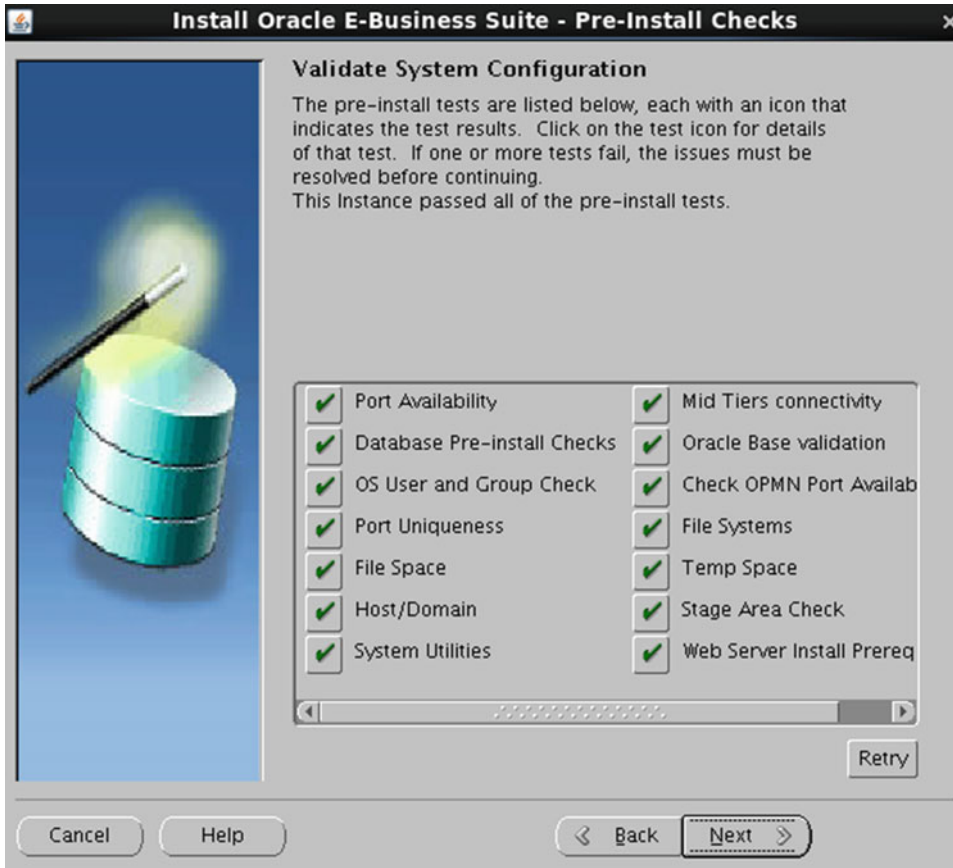 Install Oracle E-Business Suite - Pre-Install Checks
Validate System Configuration
The pre-install tests are listed below, each with an icon that
indicates the test results. Click on the test icon for details
of that test. If one or more tests fail, the issues must be
resolved before continuing.
This Instance passed all of the pre-install tests.
Port Availability
Mid Tiers connectivity
Database Pre-install Checks
Oracle Base validation
OS User and Group Check
Check OPMN Port Availab
Port Uniqueness
File Systems
File Space
Temp Space
Host/Domain
Stage Area Check
System Utilities
Web Server Install Prereq
Retry
Cancel
Help
Back
Next